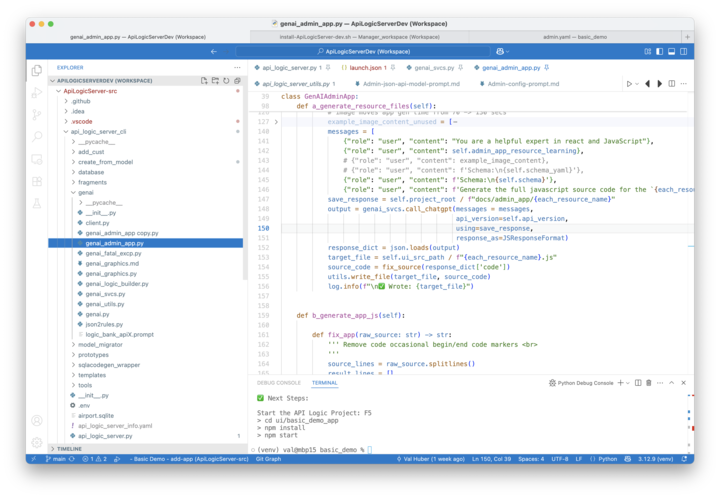 genai_admin_app.py — ApiLogicServerDev (Workspace)
genai_admin_app.py — ApiLogicServerDev (Workspace)
install-ApiLogicServer-dev.sh — Manager_workspace (Workspace)
admin.yaml — basic_demo
ApiLogicServerDev (Workspace)
EXPLORER
api_logic_server.py 1
launch.json 1
genai_svcs.py
genai_admin_app.py
APILOGICSERVERDEV (WORKSPACE)
api_logic_server_utils.py
Admin-json-api-model-prompt.md
Admin-config-prompt.md
ApiLogicServer-src
.github
.idea
.vscode
api_logic_server_cli
__pycache__
add_cust
create_from_model
database
fragments
genai
__pycache__
__init__.py
client.py
genai_admin_app copy.py
genai_admin_app.py
genai_fatal_excp.py
genai_graphics.md
genai_graphics.py
genai_logic_builder.py
genai_svcs.py
genai_utils.py
genai.py
json2rules.py
logic_bank_apiX.prompt
model_migrator
prototypes
sqlacodegen_wrapper
templates
tools
__init__.py
.env
airport.sqlite
api_logic_server_info.yaml
api_logic_server.py 1
TIMELINE
39 class GenAIAdminApp:
98 def a_generate_resource_files(self):
127 example_image_content_unused = [⋯
140 messages = [
141 {"role": "user", "content": "You are a helpful expert in react and JavaScript"},
142 {"role": "user", "content": self.admin_app_resource_learning},
143 # {"role": "user", "content": example_image_content},
144 # {"role": "user", "content": f'Schema:\n{self.schema_yaml}'},
145 {"role": "user", "content": f'Schema:\n{self.schema}'},
146 {"role": "user", "content": f'Generate the full javascript source code for the `{each_resou
147 save_response = self.project_root / f"docs/admin_app/{each_resource_name}"
148 output = genai_svcs.call_chatgpt(messages = messages,
149 api_version=self.api_version,
150 using=save_response,
151 response_as=JSResponseFormat)
152 response_dict = json.loads(output)
153 target_file = self.ui_src_path / f"{each_resource_name}.js"
154 source_code = fix_source(response_dict['code'])
155 utils.write_file(target_file, source_code)
156 log.info(f"\n✅ Wrote: {target_file}")
157
158
159 def b_generate_app_js(self):
160
161 def fix_app(raw_source: str) -> str:
162 ''' Remove code occasional begin/end code markers <br>
163 '''
164 source_lines = raw_source.splitlines()
165 result_lines = []
DEBUG CONSOLE
TERMINAL
Python Debug Console
✅ Next Steps:
Start the API Logic Project: F5
> cd ui/basic_demo_app
> npm install
> npm start
(venv) val@mbp15 basic_demo %
main
1 2
- Basic Demo - add-app (ApiLogicServer-src)
Git Graph
Val Huber (1 week ago)
Ln 150, Col 39
Spaces: 4
UTF-8
LF
Python
3.12.9 (venv)